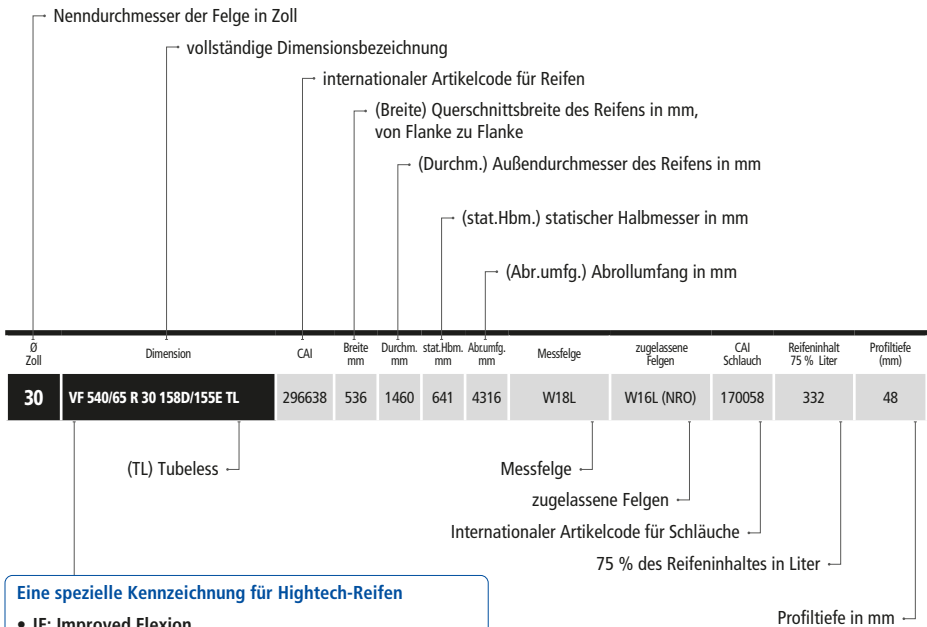 Nenndurchmesser der Felge in Zoll
vollständige Dimensionsbezeichnung
internationaler Artikelcode für Reifen
(Breite) Querschnittsbreite des Reifens in mm,
von Flanke zu Flanke
(Durchm.) Außendurchmesser des Reifens in mm
(stat.Hbm.) statischer Halbmesser in mm
(Abr.umfg.) Abrollumfang in mm
Ø Zoll Dimension CAI Breite mm Durchm. mm stat.Hbm. mm Abr.umfg. mm Messfelge zugelassene Felgen CAI Schlauch Reifeninhalt 75 % Liter Profiltiefe (mm)
30 VF 540/65 R 30 158D/155E TL 296638 536 1460 641 4316 W18L W16L (NRO) 170058 332 48
(TL) Tubeless
Messfelge
zugelassene Felgen
Internationaler Artikelcode für Schläuche
75 % des Reifeninhaltes in Liter
Profiltiefe in mm
Eine spezielle Kennzeichnung für Hightech-Reifen
• IF: Improved Flexion